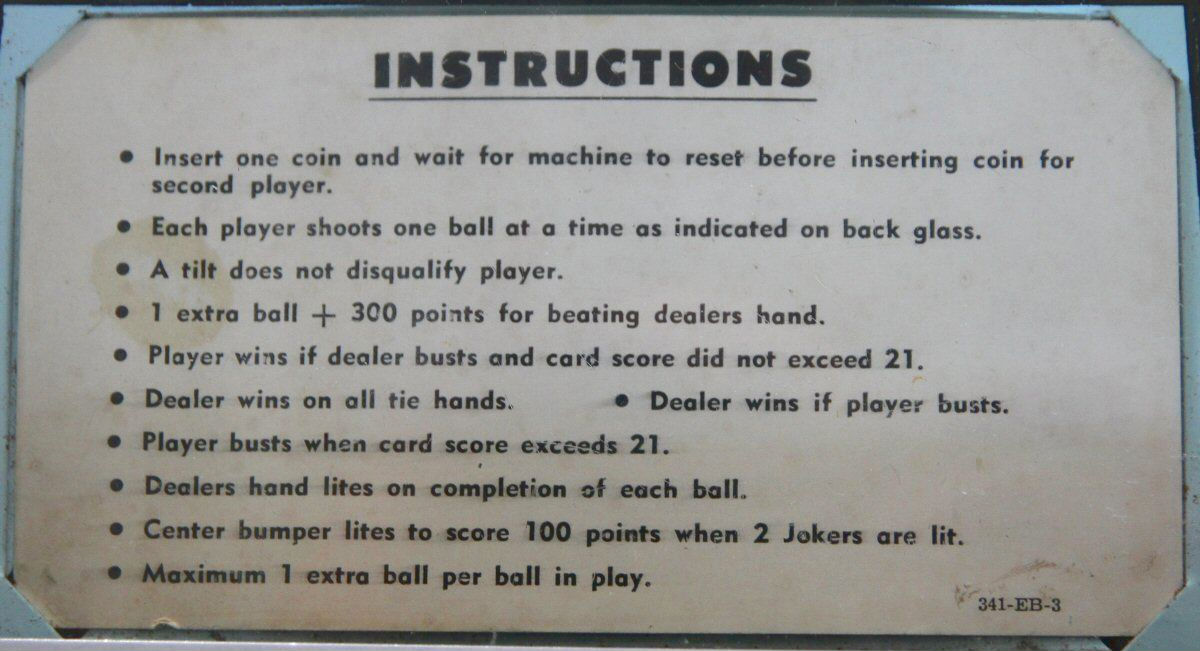 INSTRUCTIONS
• Insert one coin and wait for machine to reset before inserting coin for
second player.
• Each player shoots one ball at a time as indicated on back glass.
• A tilt does not disqualify player.
• 1 extra ball + 300 points for beating dealers hand.
• Player wins if dealer busts and card score did not exceed 21.
• Dealer wins on all tie hands. • Dealer wins if player busts.
• Player busts when card score exceeds 21.
• Dealers hand lites on completion of each ball.
• Center bumper lites to score 100 points when 2 Jokers are lit.
• Maximum 1 extra ball per ball in play.
341-EB-3